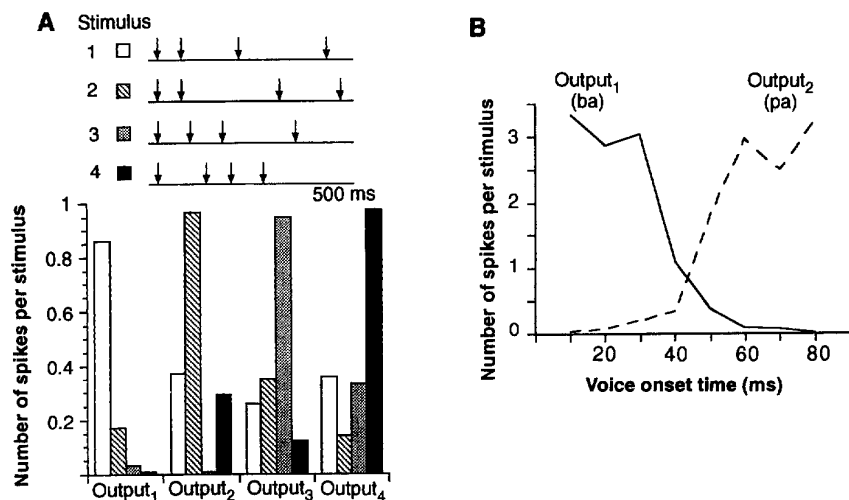 A
Stimulus
1
2
3
4
500 ms
Number of spikes per stimulus
1
0.8
0.6
0.4
0.2
Output1
Output2
Output3
Output4
B
Output1
(ba)
Output2
(pa)
Number of spikes per stimulus
3
2
1
0
20
40
60
80
Voice onset time (ms)